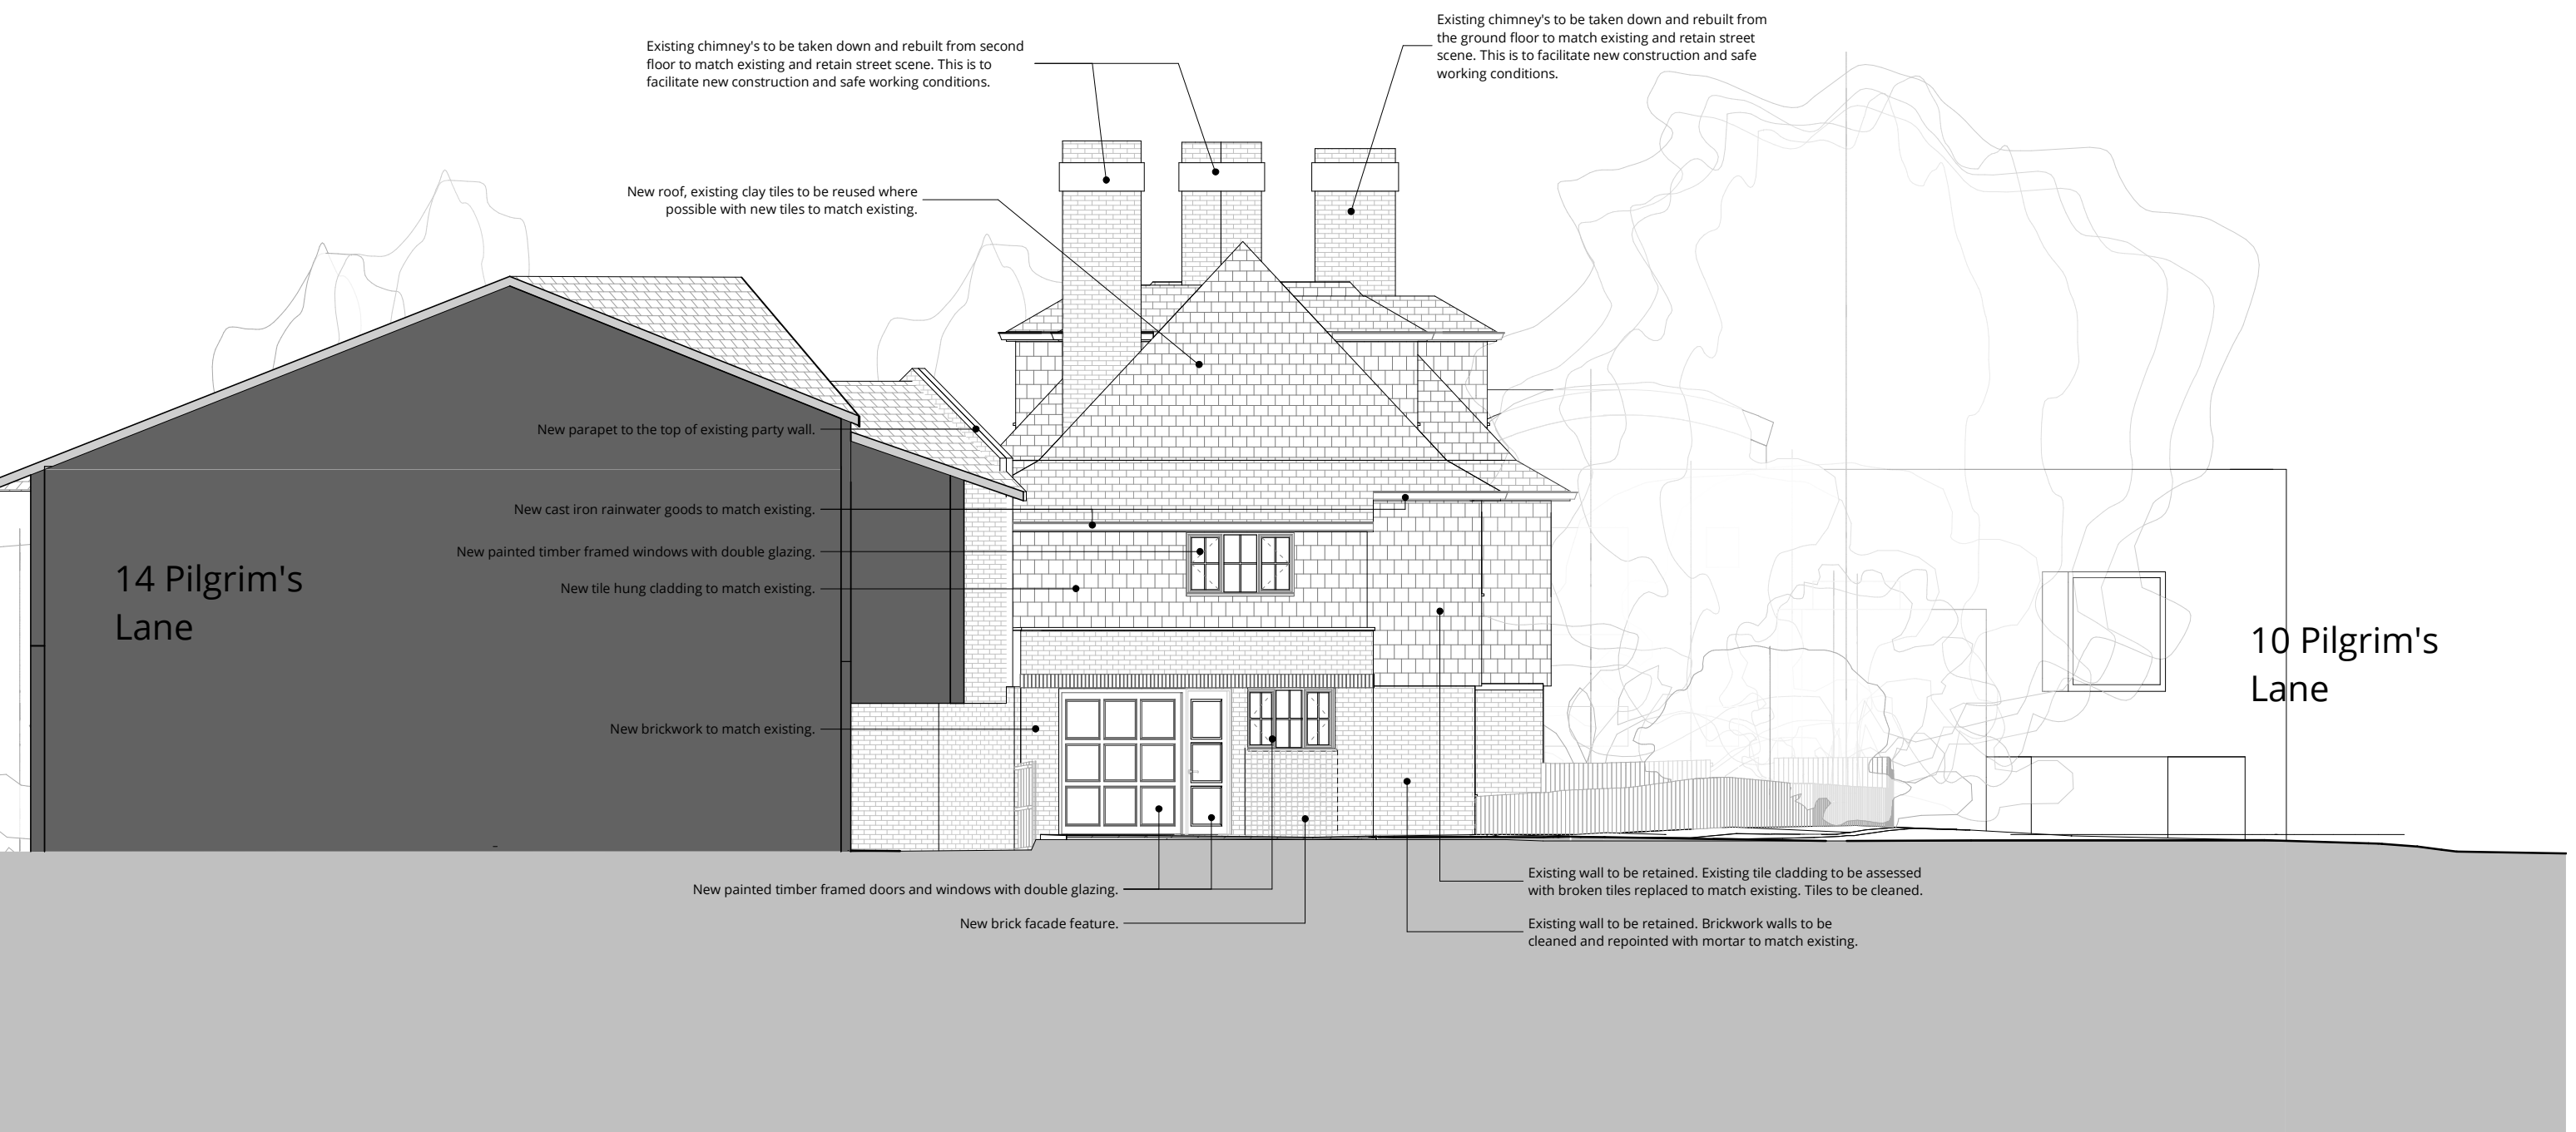 Existing chimney's to be taken down and rebuilt from
the ground floor to match existing and retain street
scene. This is to facilitate new construction and safe
working conditions.
Existing chimney's to be taken down and rebuilt from second
floor to match existing and retain street scene. This is to
facilitate new construction and safe working conditions.
New roof, existing clay tiles to be reused where
possible with new tiles to match existing.
New parapet to the top of existing party wall.
New cast iron rainwater goods to match existing.
New painted timber framed windows with double glazing.
New tile hung cladding to match existing.
14 Pilgrim's
Lane
10 Pilgrim's
Lane
New brickwork to match existing.
New painted timber framed doors and windows with double glazing.
New brick facade feature.
Existing wall to be retained. Existing tile cladding to be assessed
with broken tiles replaced to match existing. Tiles to be cleaned.
Existing wall to be retained. Brickwork walls to be
cleaned and repointed with mortar to match existing.